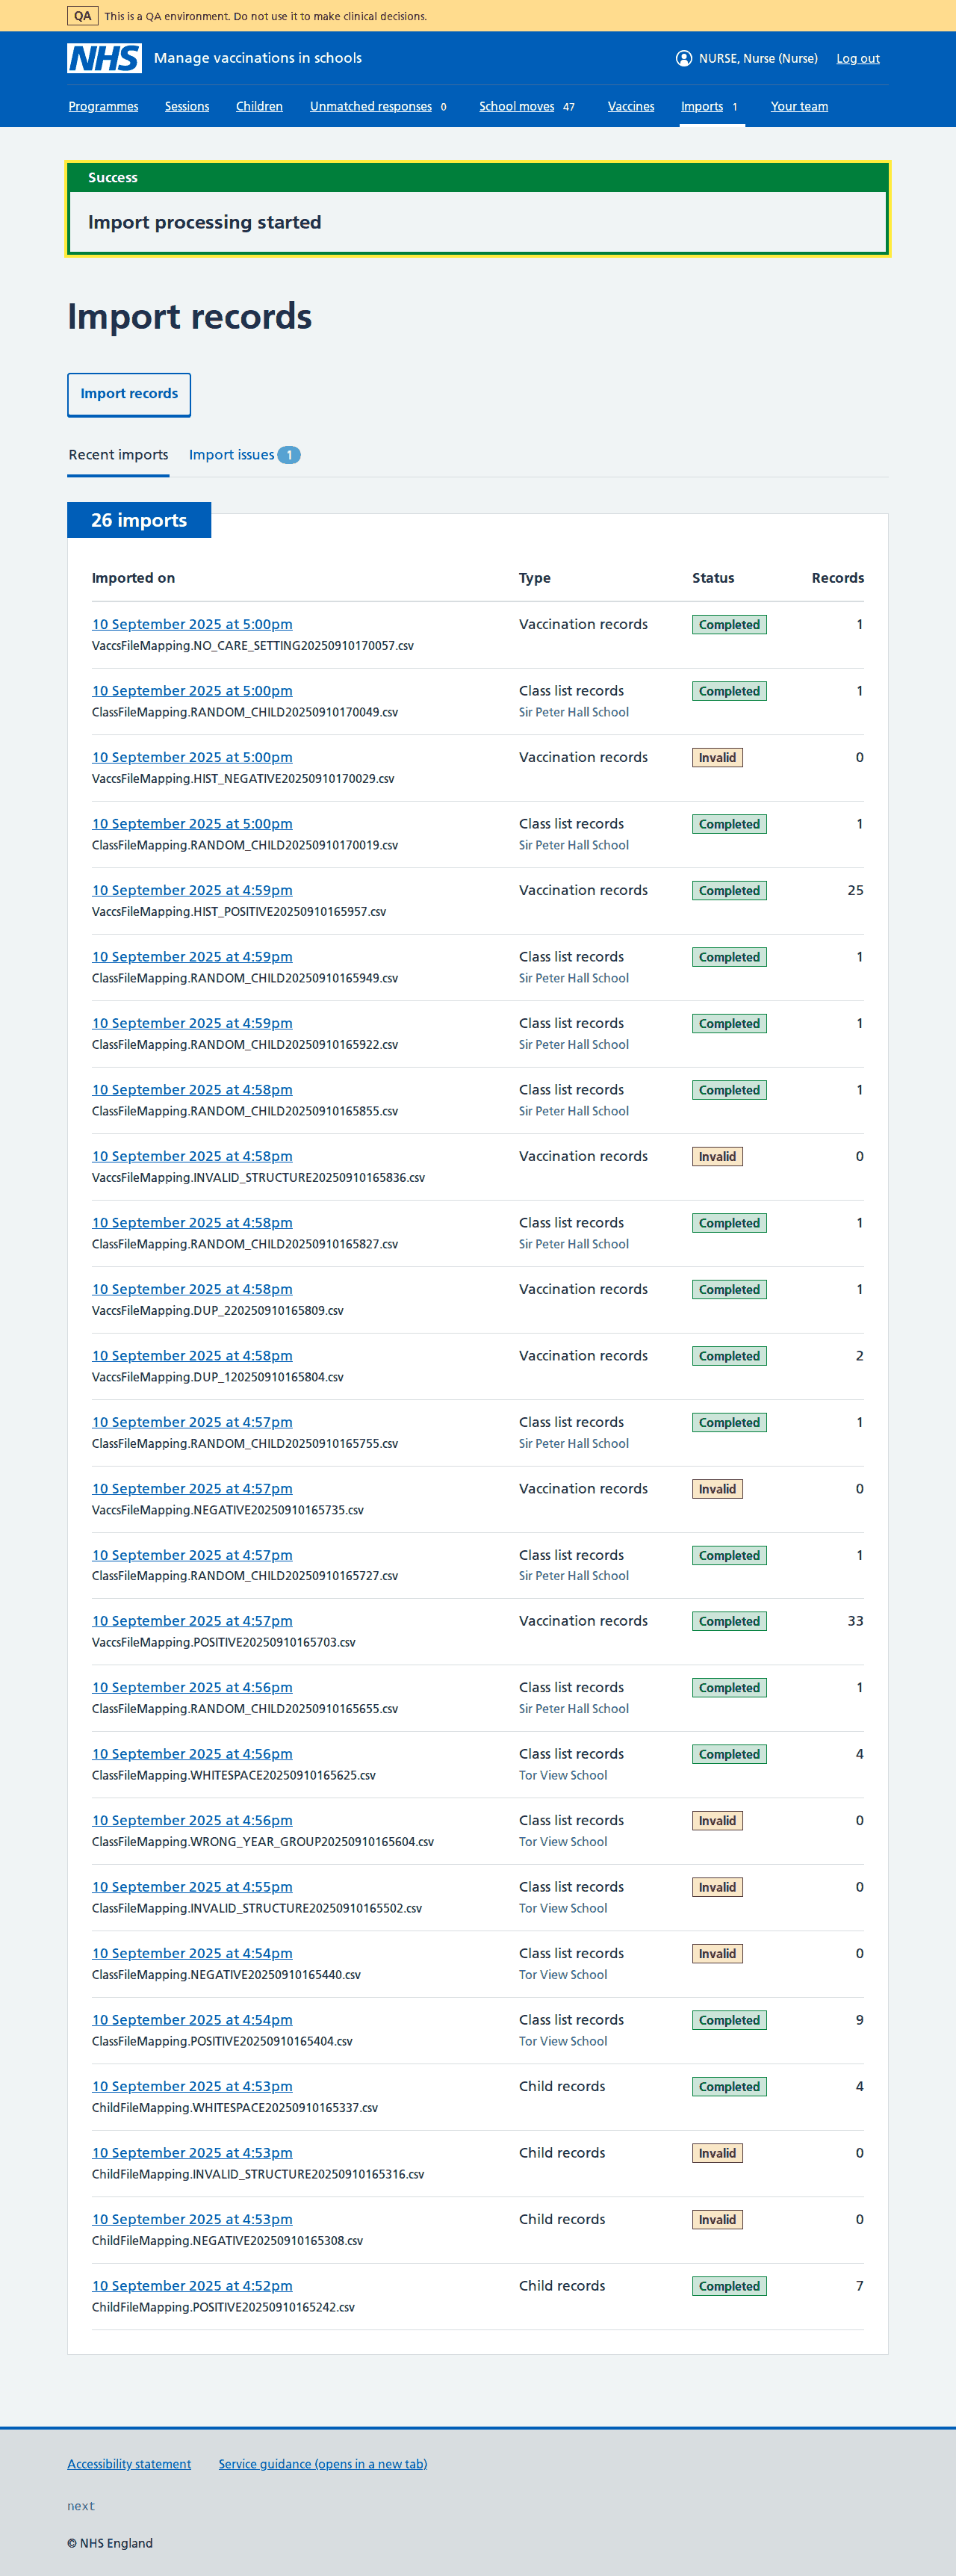 QA This is a QA environment. Do not use it to make clinical decisions.
NHS Manage vaccinations in schools NURSE, Nurse (Nurse) Log out
Programmes Sessions Children Unmatched responses 0 School moves 47 Vaccines Imports 1 Your team
Success
Import processing started
Import records
Import records
Recent imports Import issues 1
26 imports
Imported on Type Status Records
10 September 2025 at 5:00pm Vaccination records Completed 1
VaccsFileMapping.NO_CARE_SETTING20250910170057.csv
10 September 2025 at 5:00pm Class list records Completed 1
ClassFileMapping.RANDOM_CHILD20250910170049.csv Sir Peter Hall School
10 September 2025 at 5:00pm Vaccination records Invalid 0
VaccsFileMapping.HIST_NEGATIVE20250910170029.csv
10 September 2025 at 5:00pm Class list records Completed 1
ClassFileMapping.RANDOM_CHILD20250910170019.csv Sir Peter Hall School
10 September 2025 at 4:59pm Vaccination records Completed 25
VaccsFileMapping.HIST_POSITIVE20250910165957.csv
10 September 2025 at 4:59pm Class list records Completed 1
ClassFileMapping.RANDOM_CHILD20250910165949.csv Sir Peter Hall School
10 September 2025 at 4:59pm Class list records Completed 1
ClassFileMapping.RANDOM_CHILD20250910165922.csv Sir Peter Hall School
10 September 2025 at 4:58pm Class list records Completed 1
ClassFileMapping.RANDOM_CHILD20250910165855.csv Sir Peter Hall School
10 September 2025 at 4:58pm Vaccination records Invalid 0
VaccsFileMapping.INVALID_STRUCTURE20250910165836.csv
10 September 2025 at 4:58pm Class list records Completed 1
ClassFileMapping.RANDOM_CHILD20250910165827.csv Sir Peter Hall School
10 September 2025 at 4:58pm Vaccination records Completed 1
VaccsFileMapping.DUP_220250910165809.csv
10 September 2025 at 4:58pm Vaccination records Completed 2
VaccsFileMapping.DUP_120250910165804.csv
10 September 2025 at 4:57pm Class list records Completed 1
ClassFileMapping.RANDOM_CHILD20250910165755.csv Sir Peter Hall School
10 September 2025 at 4:57pm Vaccination records Invalid 0
VaccsFileMapping.NEGATIVE20250910165735.csv
10 September 2025 at 4:57pm Class list records Completed 1
ClassFileMapping.RANDOM_CHILD20250910165727.csv Sir Peter Hall School
10 September 2025 at 4:57pm Vaccination records Completed 33
VaccsFileMapping.POSITIVE20250910165703.csv
10 September 2025 at 4:56pm Class list records Completed 1
ClassFileMapping.RANDOM_CHILD20250910165655.csv Sir Peter Hall School
10 September 2025 at 4:56pm Class list records Completed 4
ClassFileMapping.WHITESPACE20250910165625.csv Tor View School
10 September 2025 at 4:56pm Class list records Invalid 0
ClassFileMapping.WRONG_YEAR_GROUP20250910165604.csv Tor View School
10 September 2025 at 4:55pm Class list records Invalid 0
ClassFileMapping.INVALID_STRUCTURE20250910165502.csv Tor View School
10 September 2025 at 4:54pm Class list records Invalid 0
ClassFileMapping.NEGATIVE20250910165440.csv Tor View School
10 September 2025 at 4:54pm Class list records Completed 9
ClassFileMapping.POSITIVE20250910165404.csv Tor View School
10 September 2025 at 4:53pm Child records Completed 4
ChildFileMapping.WHITESPACE20250910165337.csv
10 September 2025 at 4:53pm Child records Invalid 0
ChildFileMapping.INVALID_STRUCTURE20250910165316.csv
10 September 2025 at 4:53pm Child records Invalid 0
ChildFileMapping.NEGATIVE20250910165308.csv
10 September 2025 at 4:52pm Child records Completed 7
ChildFileMapping.POSITIVE20250910165242.csv
Accessibility statement Service guidance (opens in a new tab)
next
© NHS England